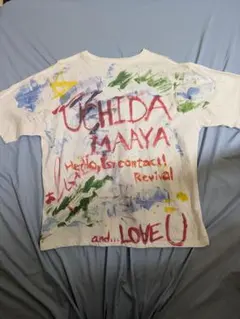 UCHIDA
MAAYA
Hello, 1st contact!!
Revival
and... LOVE U